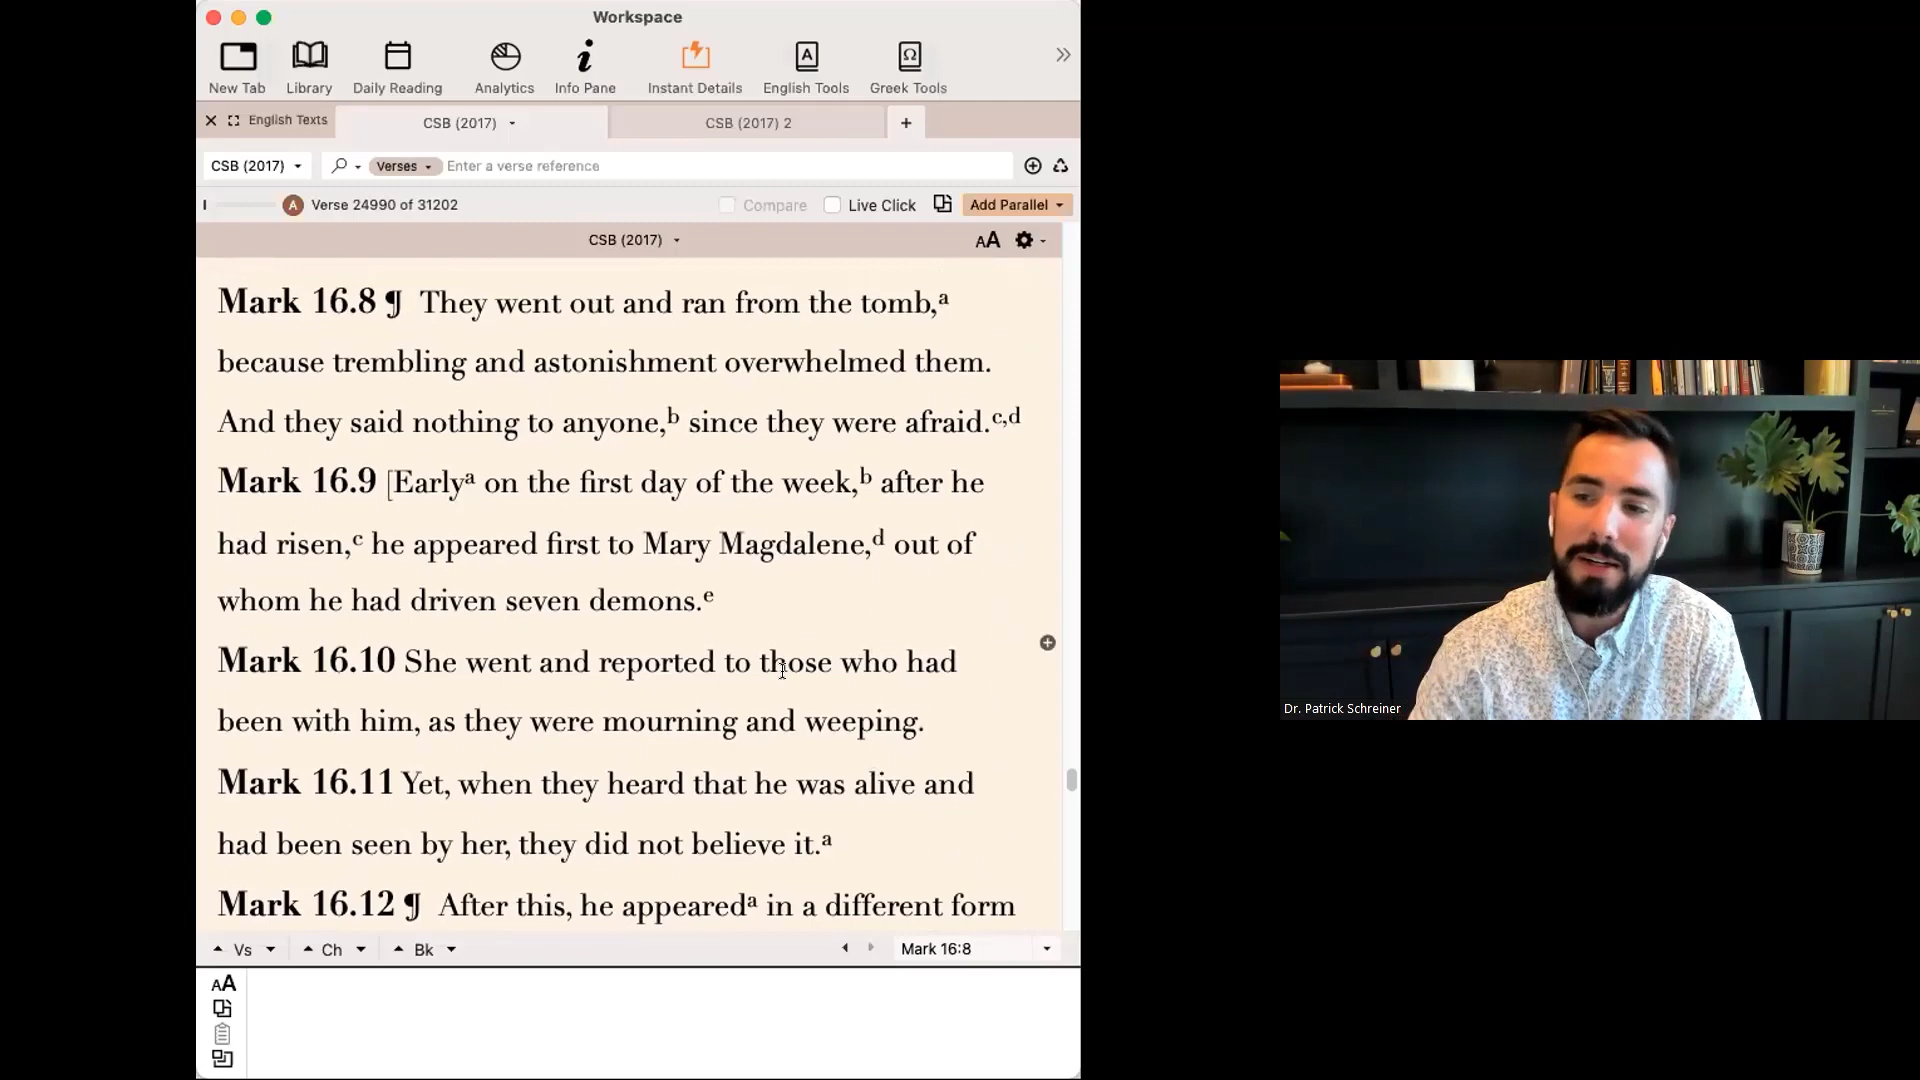 Workspace
New Tab
Library
Daily Reading
Analytics
Info Pane
Instant Details
English Tools
Greek Tools
English Texts
CSB (2017)
CSB (2017) 2
CSB (2017)
Verses
Enter a verse reference
A
Verse 24990 of 31202
Compare
Live Click
Add Parallel
CSB (2017)
AA
Mark 16.8 ¶ They went out and ran from the tomb,ᵃ
because trembling and astonishment overwhelmed them.
And they said nothing to anyone,ᵇ since they were afraid.ᶜ,ᵈ
Mark 16.9 [Earlyᵃ on the first day of the week,ᵇ after he
had risen,ᶜ he appeared first to Mary Magdalene,ᵈ out of
whom he had driven seven demons.ᵉ
Mark 16.10 She went and reported to those who had
been with him, as they were mourning and weeping.
Mark 16.11 Yet, when they heard that he was alive and
had been seen by her, they did not believe it.ᵃ
Mark 16.12 ¶ After this, he appearedᵃ in a different form
Vs
Ch
Bk
Mark 16:8
AA
Dr. Patrick Schreiner